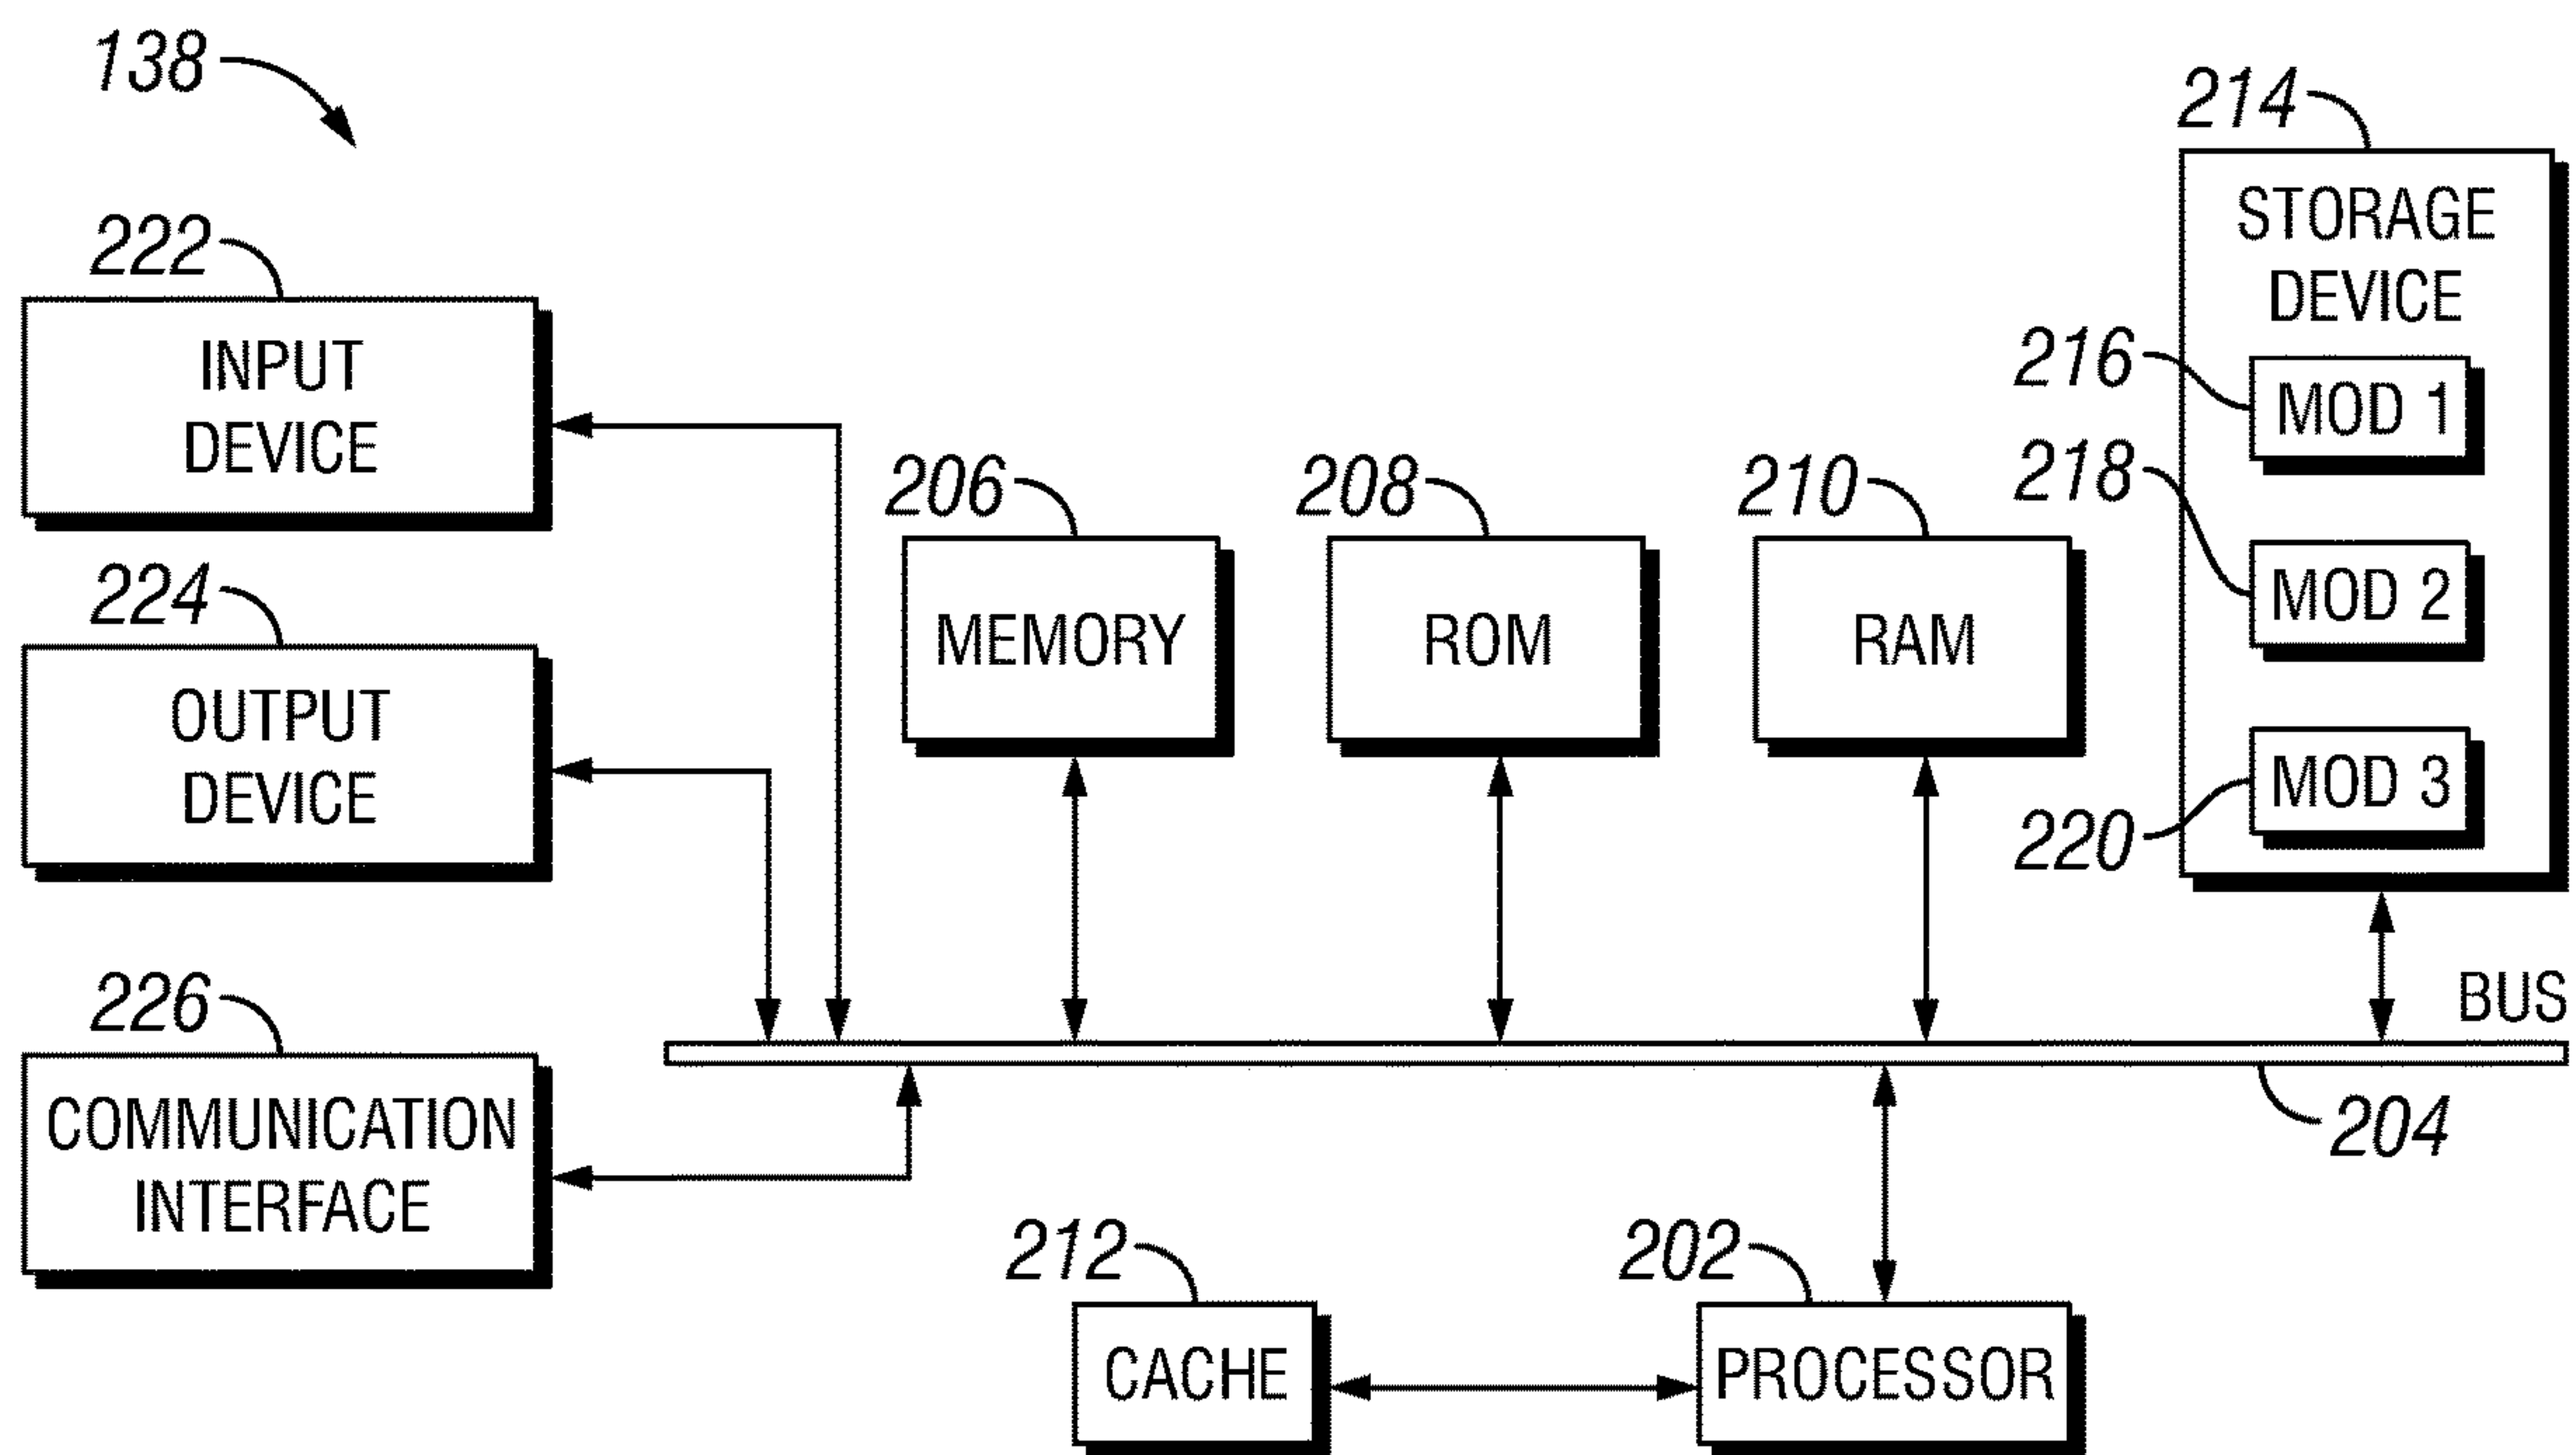 138
214
STORAGE
DEVICE
222
INPUT
DEVICE
216
MOD 1
206
208
210
218
MEMORY
ROM
RAM
MOD 2
224
OUTPUT
DEVICE
MOD 3
220
226
BUS
COMMUNICATION
INTERFACE
204
212
202
CACHE
PROCESSOR